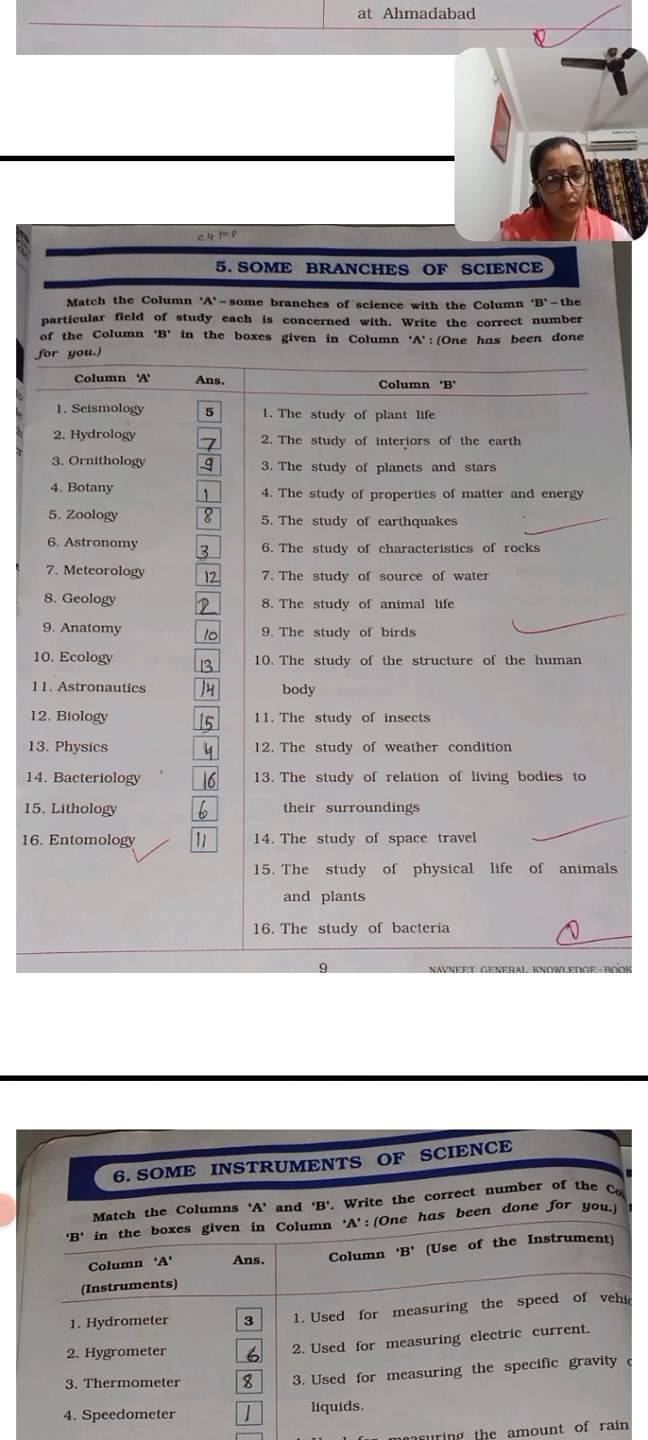 at Ahmadabad
5. SOME BRANCHES OF SCIENCE
Match the Column 'A' – some branches of science with the Column 'B' – the
particular field of study each is concerned with. Write the correct number
of the Column 'B' in the boxes given in Column 'A' : (One has been done
for you.)
Column 'A' Ans. Column 'B'
1. Seismology 5 1. The study of plant life
2. Hydrology 7 2. The study of interiors of the earth
3. Ornithology 9 3. The study of planets and stars
4. Botany 1 4. The study of properties of matter and energy
5. Zoology 8 5. The study of earthquakes
6. Astronomy 3 6. The study of characteristics of rocks
7. Meteorology 12 7. The study of source of water
8. Geology 2 8. The study of animal life
9. Anatomy 10 9. The study of birds
10. Ecology 13 10. The study of the structure of the human
11. Astronautics 14 body
12. Biology 15 11. The study of insects
13. Physics 4 12. The study of weather condition
14. Bacteriology 16 13. The study of relation of living bodies to
15. Lithology 6 their surroundings
16. Entomology 11 14. The study of space travel
15. The study of physical life of animals
and plants
16. The study of bacteria
9 NAVNEET GENERAL KNOWLEDGE - BOOK
6. SOME INSTRUMENTS OF SCIENCE
Match the Columns 'A' and 'B'. Write the correct number of the
'B' in the boxes given in Column 'A' : (One has been done for you.)
Column 'A' Ans. Column 'B' (Use of the Instrument)
(Instruments)
1. Hydrometer 3 1. Used for measuring the speed of
2. Hygrometer 6 2. Used for measuring electric current.
3. Thermometer 8 3. Used for measuring the specific gravity
4. Speedometer 1 liquids.
measuring the amount of rain